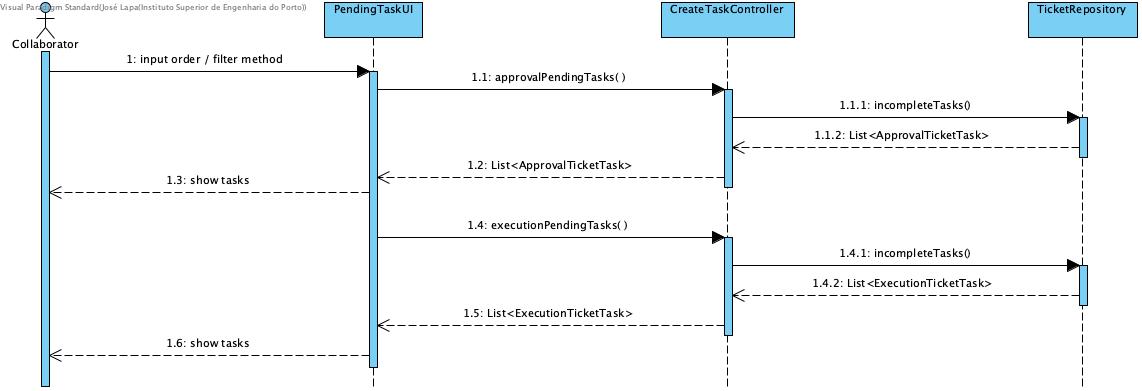 Visual Paradigm Standard(José Lapa(Instituto Superior de Engenharia do Porto))
PendingTaskUI
CreateTaskController
TicketRepository
Collaborator
1: input order / filter method
1.1: approvalPendingTasks( )
1.1.1: incompleteTasks()
1.1.2: List<ApprovalTicketTask>
1.2: List<ApprovalTicketTask>
1.3: show tasks
1.4: executionPendingTasks( )
1.4.1: incompleteTasks()
1.4.2: List<ExecutionTicketTask>
1.5: List<ExecutionTicketTask>
1.6: show tasks